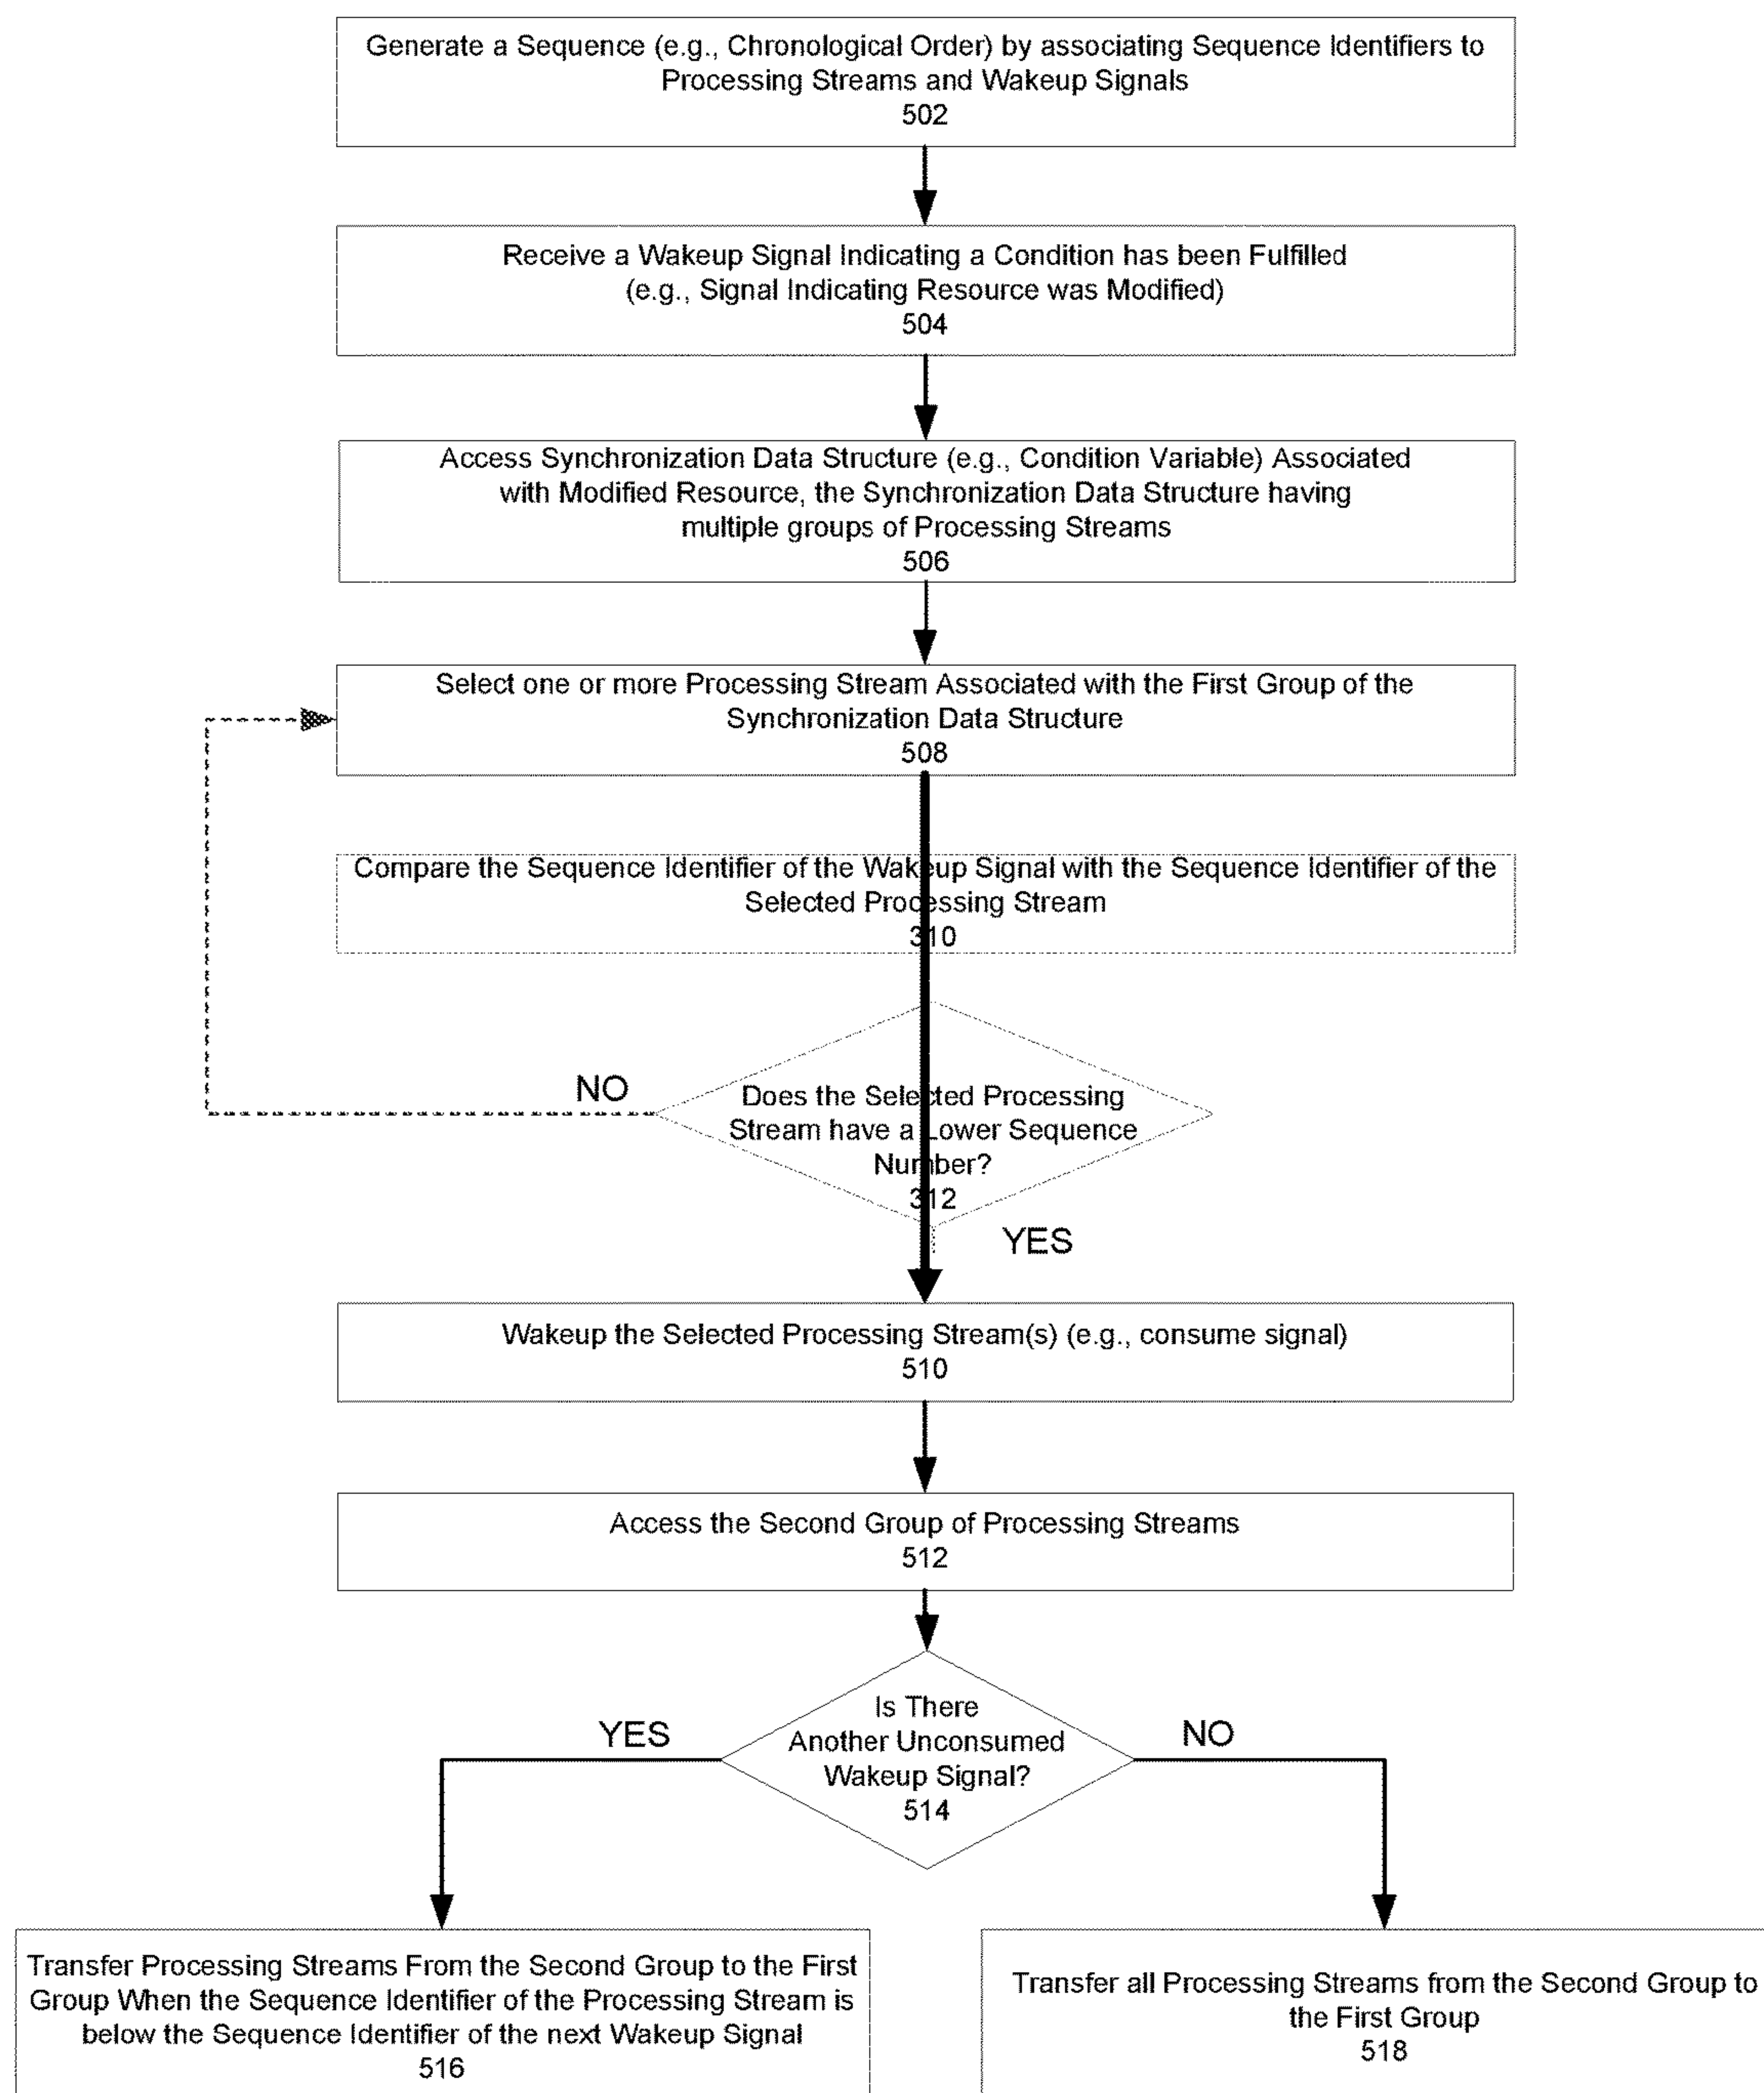 Generate a Sequence (e.g., Chronological Order) by associating Sequence Identifiers to
Processing Streams and Wakeup Signals
502
Receive a Wakeup Signal Indicating a Condition has been Fulfilled
(e.g., Signal Indicating Resource was Modified)
504
Access Synchronization Data Structure (e.g., Condition Variable) Associated
with Modified Resource, the Synchronization Data Structure having
multiple groups of Processing Streams
506
Select one or more Processing Stream Associated with the First Group of the
Synchronization Data Structure
508
Compare the Sequence Identifier of the Wakeup Signal with the Sequence Identifier of the
Selected Processing Stream
310
NO
Does the Selected Processing
Stream have a Lower Sequence
Number?
312
YES
Wakeup the Selected Processing Stream(s) (e.g., consume signal)
510
Access the Second Group of Processing Streams
512
Is There
Another Unconsumed
Wakeup Signal?
514
YES
NO
Transfer Processing Streams From the Second Group to the First
Group When the Sequence Identifier of the Processing Stream is
below the Sequence Identifier of the next Wakeup Signal
516
Transfer all Processing Streams from the Second Group to
the First Group
518